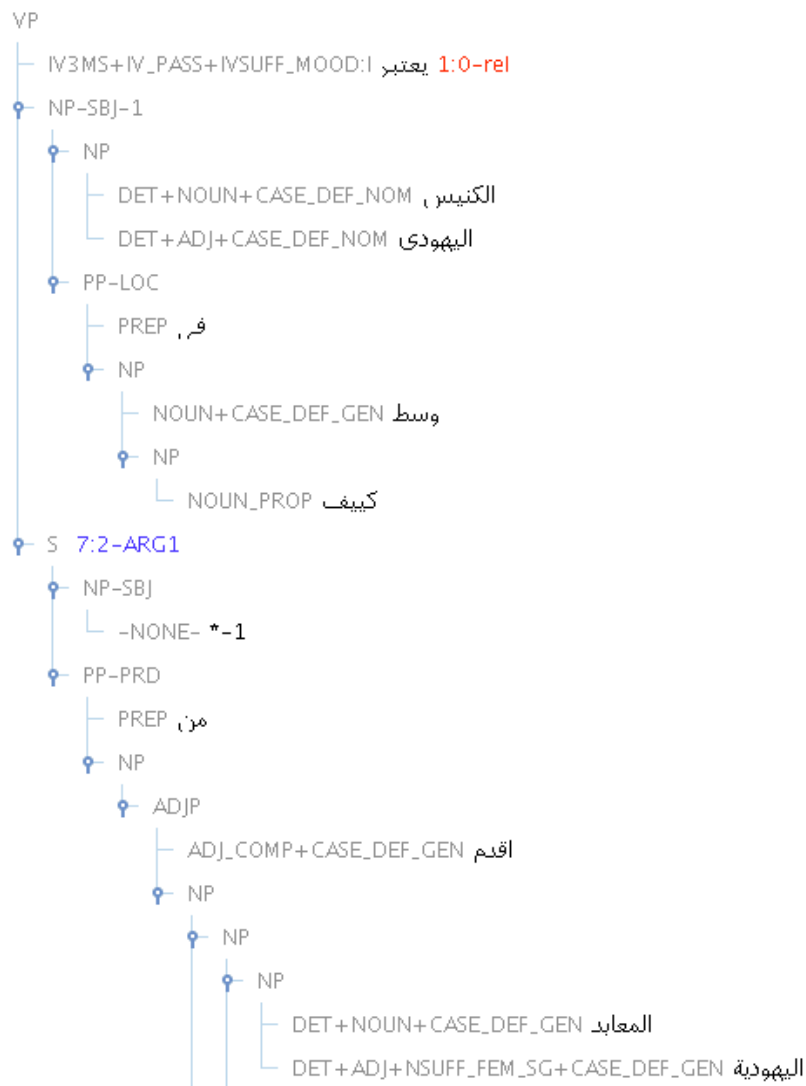 VP
IV3MS+IV_PASS+IVSUFF_MOOD:I يعتبر 1:0-rel
NP-SBJ-1
NP
DET+NOUN+CASE_DEF_NOM الكنيس
DET+ADJ+CASE_DEF_NOM اليهودى
PP-LOC
PREP فى
NP
NOUN+CASE_DEF_GEN وسط
NP
NOUN_PROP كييف
S 7:2-ARG1
NP-SBJ
-NONE- *-1
PP-PRD
PREP من
NP
ADJP
ADJ_COMP+CASE_DEF_GEN اقدم
NP
NP
NP
DET+NOUN+CASE_DEF_GEN المعابد
DET+ADJ+NSUFF_FEM_SG+CASE_DEF_GEN اليهودية